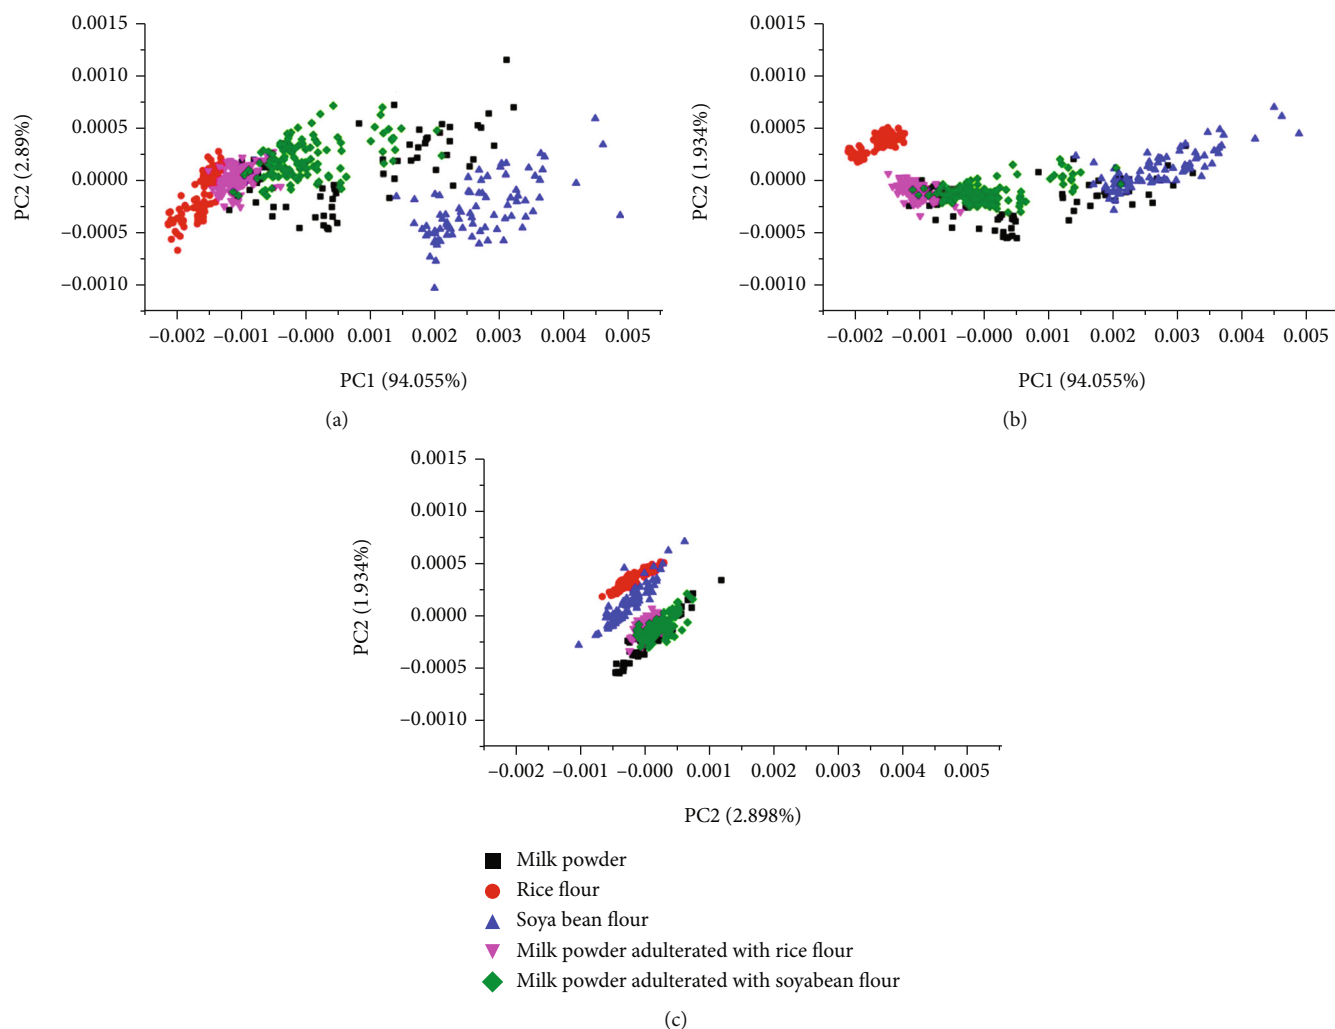 0.0015
0.0010
0.0005
0.0000
−0.0005
−0.0010
PC2 (2.89%)
−0.002 −0.001 −0.000 0.001 0.002 0.003 0.004 0.005
PC1 (94.055%)
(a)
0.0015
0.0010
0.0005
0.0000
−0.0005
−0.0010
PC2 (1.934%)
−0.002 −0.001 −0.000 0.001 0.002 0.003 0.004 0.005
PC1 (94.055%)
(b)
0.0015
0.0010
0.0005
0.0000
−0.0005
−0.0010
PC2 (1.934%)
−0.002 −0.001 −0.000 0.001 0.002 0.003 0.004 0.005
PC2 (2.898%)
Milk powder
Rice flour
Soya bean flour
Milk powder adulterated with rice flour
Milk powder adulterated with soyabean flour
(c)